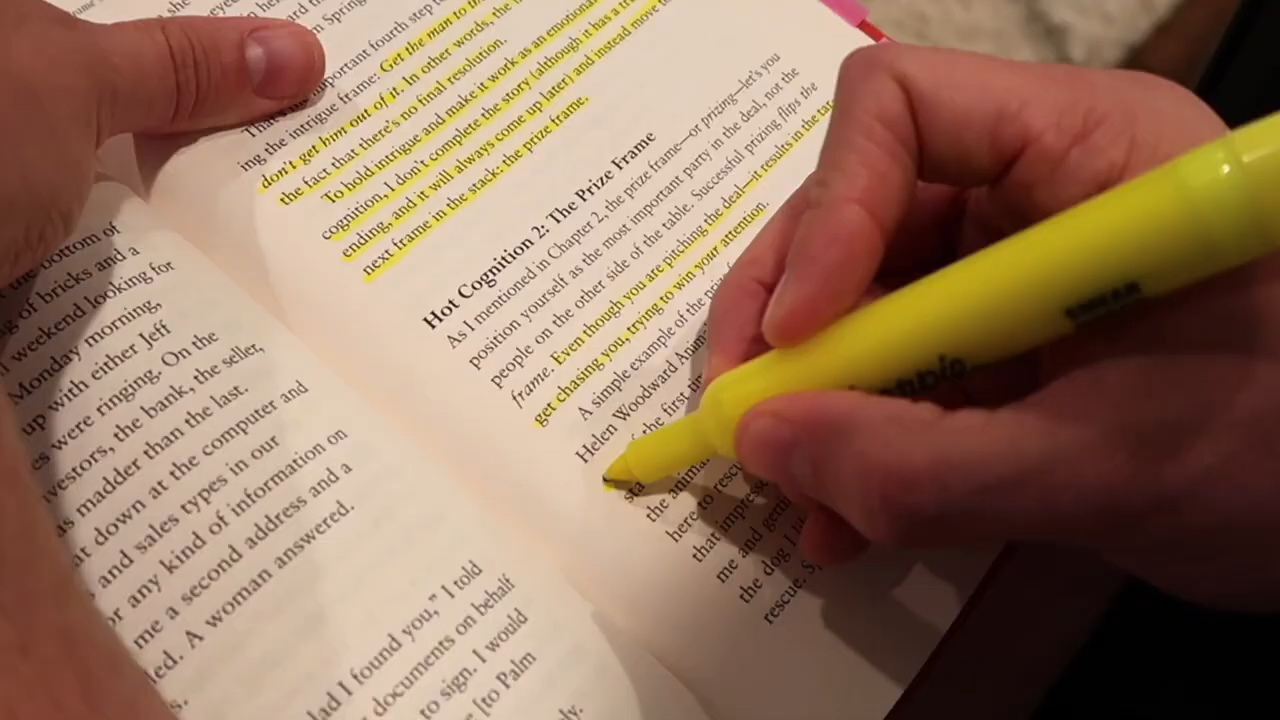 the bottom of
of bricks and a
weekend looking for
Monday morning,
up with either Jeff
were ringing. On the
investors, the bank, the seller,
as madder than the last.
at down at the computer and
and sales types in our
or any kind of information on
me a second address and a
A woman answered.
I found you," I told
documents on behalf
to sign. I would
[to Palm
important fourth step
ing the intrigue frame: Get the man to the
don't get him out of it. In other words, the
the fact that there's no final resolution.
To hold intrigue and make it work as an emotional
cognition, I don't complete the story (although it has a
ending, and it will always come up later) and instead move
next frame in the stack: the prize frame.
Hot Cognition 2: The Prize Frame
As I mentioned in Chapter 2, the prize frame—or prizing—let's you
position yourself as the most important party in the deal, not the
people on the other side of the table. Successful prizing flips the
frame. Even though you are pitching the deal—it results in the
get chasing you, trying to win your attention.
A simple example of the
Helen Woodward
the first
the
here to
that
me and
the dog I
rescue.